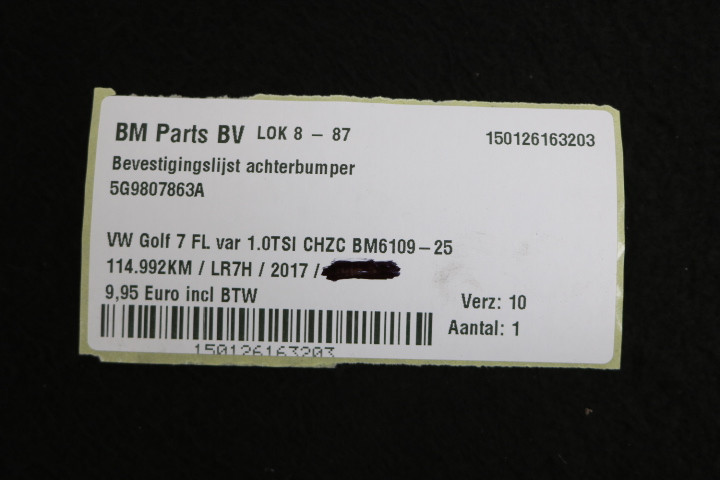 BM Parts BV LOK 8 – 87 150126163203
Bevestigingslijst achterbumper
5G9807863A
VW Golf 7 FL var 1.0TSI CHZC BM6109-25
114.992KM / LR7H / 2017 /
9,95 Euro incl BTW
Verz: 10
Aantal: 1
150126163203